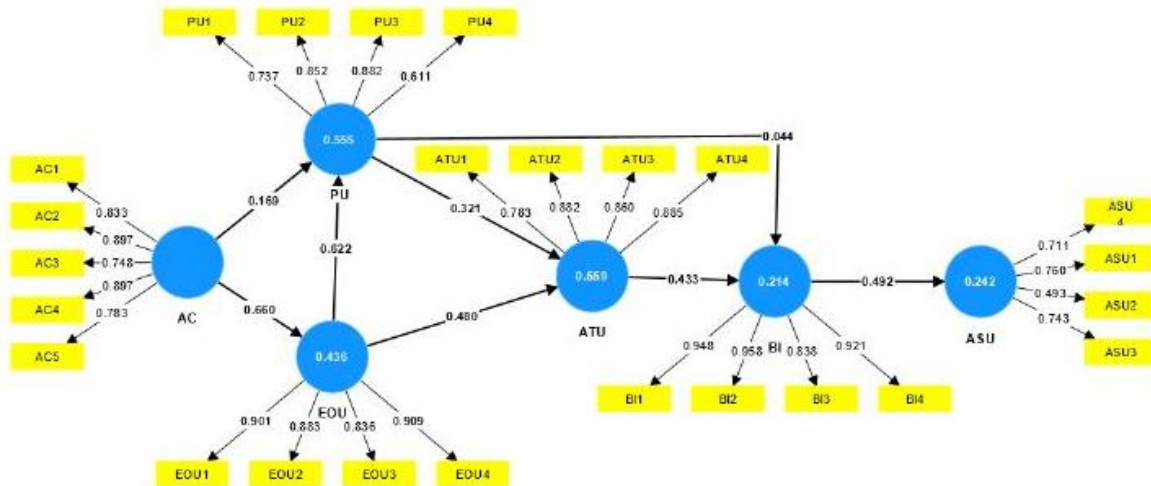 PU1
PU2
PU3
PU4
0.737
0.852
0.882
0.611
0.555
PU
0.044
AC1
AC2
AC3
AC4
AC5
0.833
0.897
0.748
0.897
0.783
AC
0.169
0.622
0.660
0.321
0.480
ATU1
ATU2
ATU3
ATU4
0.783
0.882
0.860
0.885
0.559
ATU
0.433
0.214
BI
0.492
0.242
ASU
ASU
4
ASU1
ASU2
ASU3
0.711
0.760
0.493
0.743
0.436
EOU
0.901
0.883
0.836
0.909
EOU1
EOU2
EOU3
EOU4
0.948
0.958
0.838
0.921
BI1
BI2
BI3
BI4